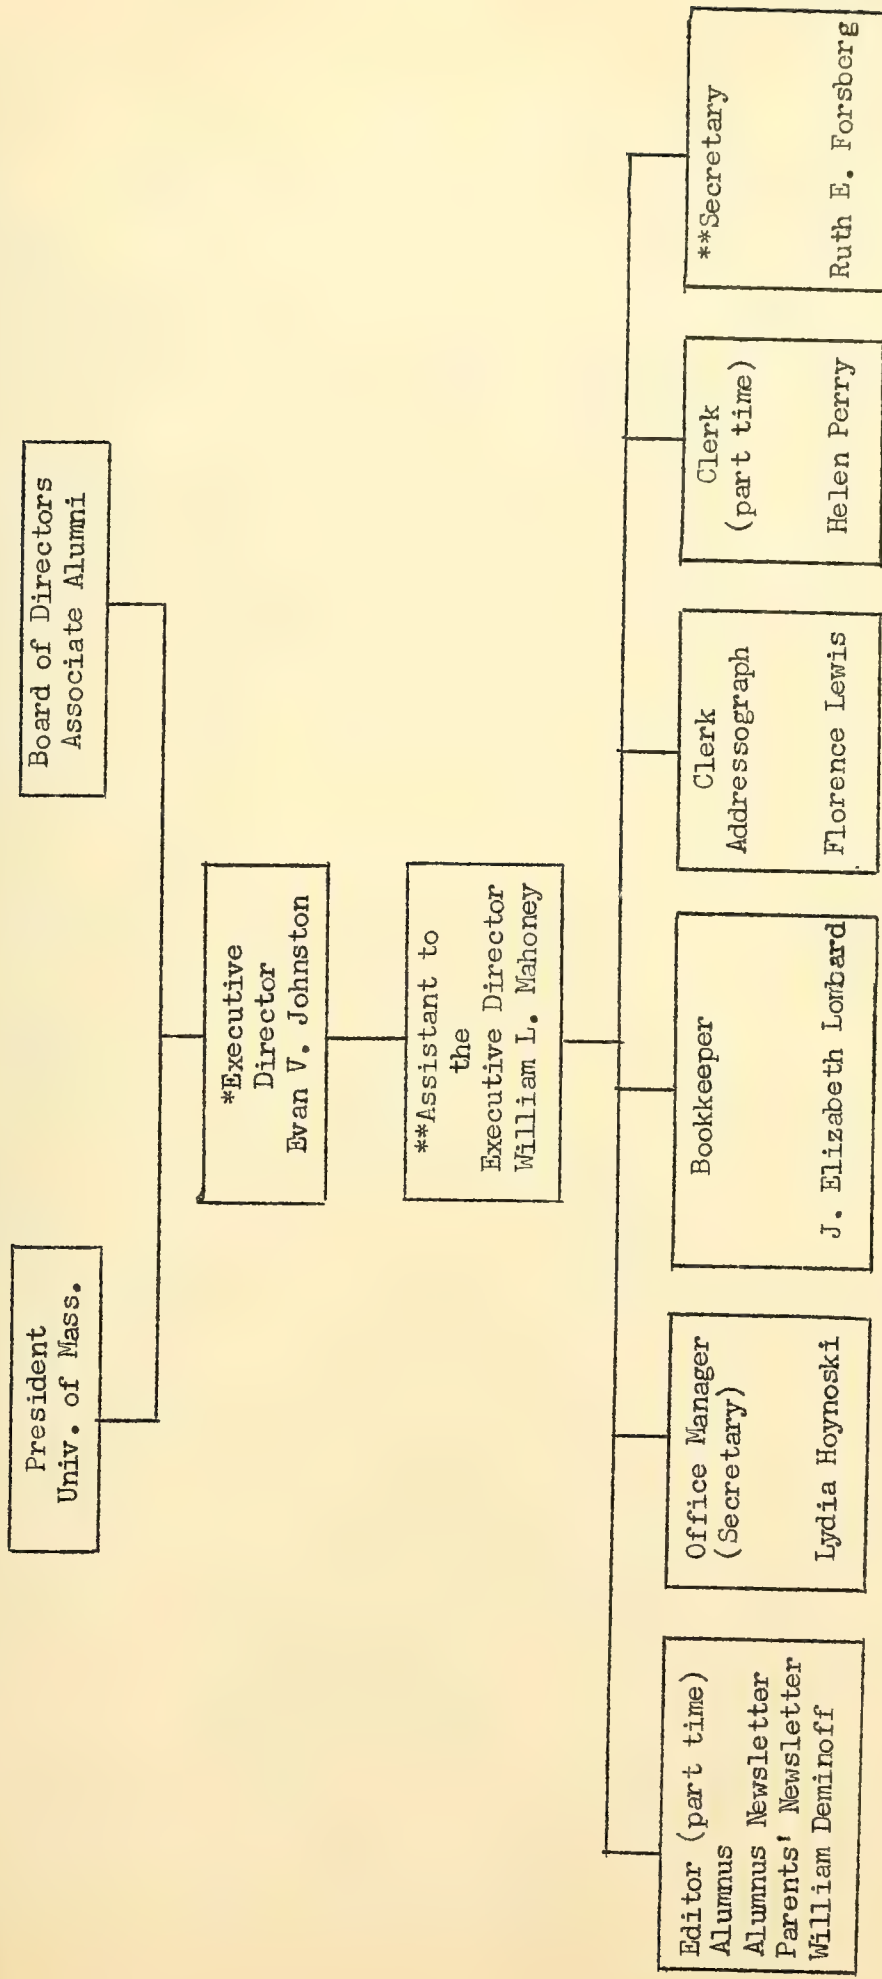 President
Univ. of Mass.
Board of Directors
Associate Alumni
*Executive
Director
Evan V. Johnston
**Assistant to
the
Executive Director
William L. Mahoney
Editor (part time)
Alumnus
Alumnus Newsletter
Parents' Newsletter
William Deminoff
Office Manager
(Secretary)
Lydia Hoynoski
Bookkeeper
J. Elizabeth Lombard
Clerk
Addressograph
Florence Lewis
Clerk
(part time)
Helen Perry
**Secretary
Ruth E. Forsberg